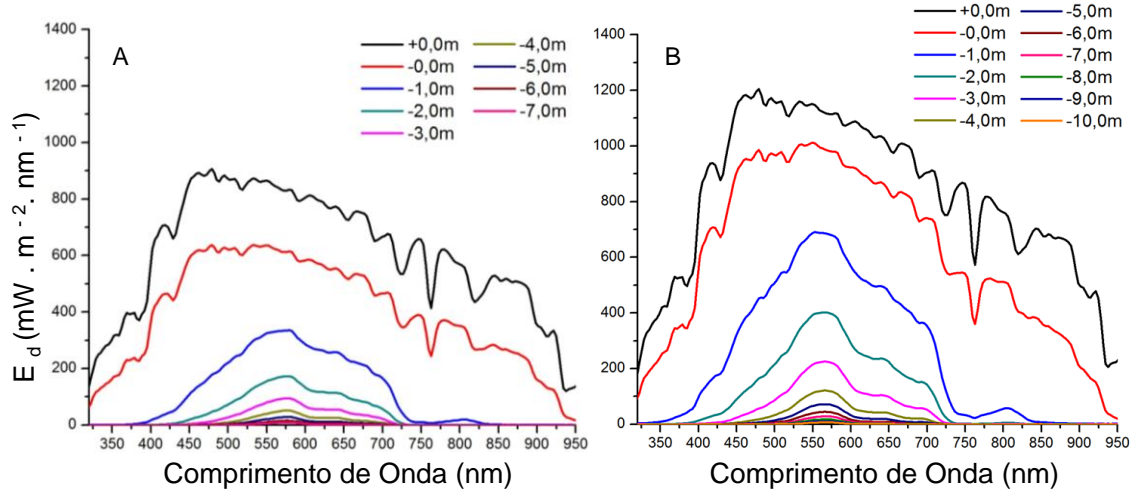 A
1400
1200
1000
800
600
400
200
0
+0,0m
-0,0m
-1,0m
-2,0m
-3,0m
-4,0m
-5,0m
-6,0m
-7,0m
E d (mW . m - 2 . nm - 1)
350 400 450 500 550 600 650 700 750 800 850 900 950
Comprimento de Onda (nm)
B
1400
1200
1000
800
600
400
200
0
+0,0m
-0,0m
-1,0m
-2,0m
-3,0m
-4,0m
-5,0m
-6,0m
-7,0m
-8,0m
-9,0m
-10,0m
350 400 450 500 550 600 650 700 750 800 850 900 950
Comprimento de Onda (nm)